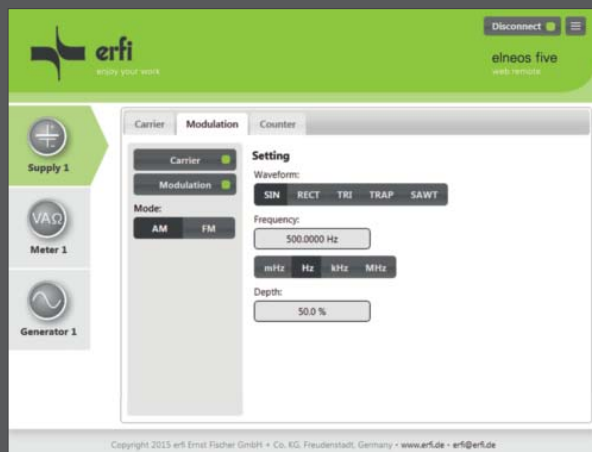 Disconnect
erfi
enjoy your work
elneos five
web remote
Carrier Modulation Counter
Supply 1
Carrier
Modulation
Mode:
AM FM
Setting
Waveform:
SIN RECT TRI TRAP SAWT
Frequency:
500.0000 Hz
mHz Hz kHz MHz
Depth:
50.0 %
VAΩ
Meter 1
Generator 1
Copyright 2015 erfi Ernst Fischer GmbH + Co. KG, Freudenstadt, Germany • www.erfi.de • erfi@erfi.de